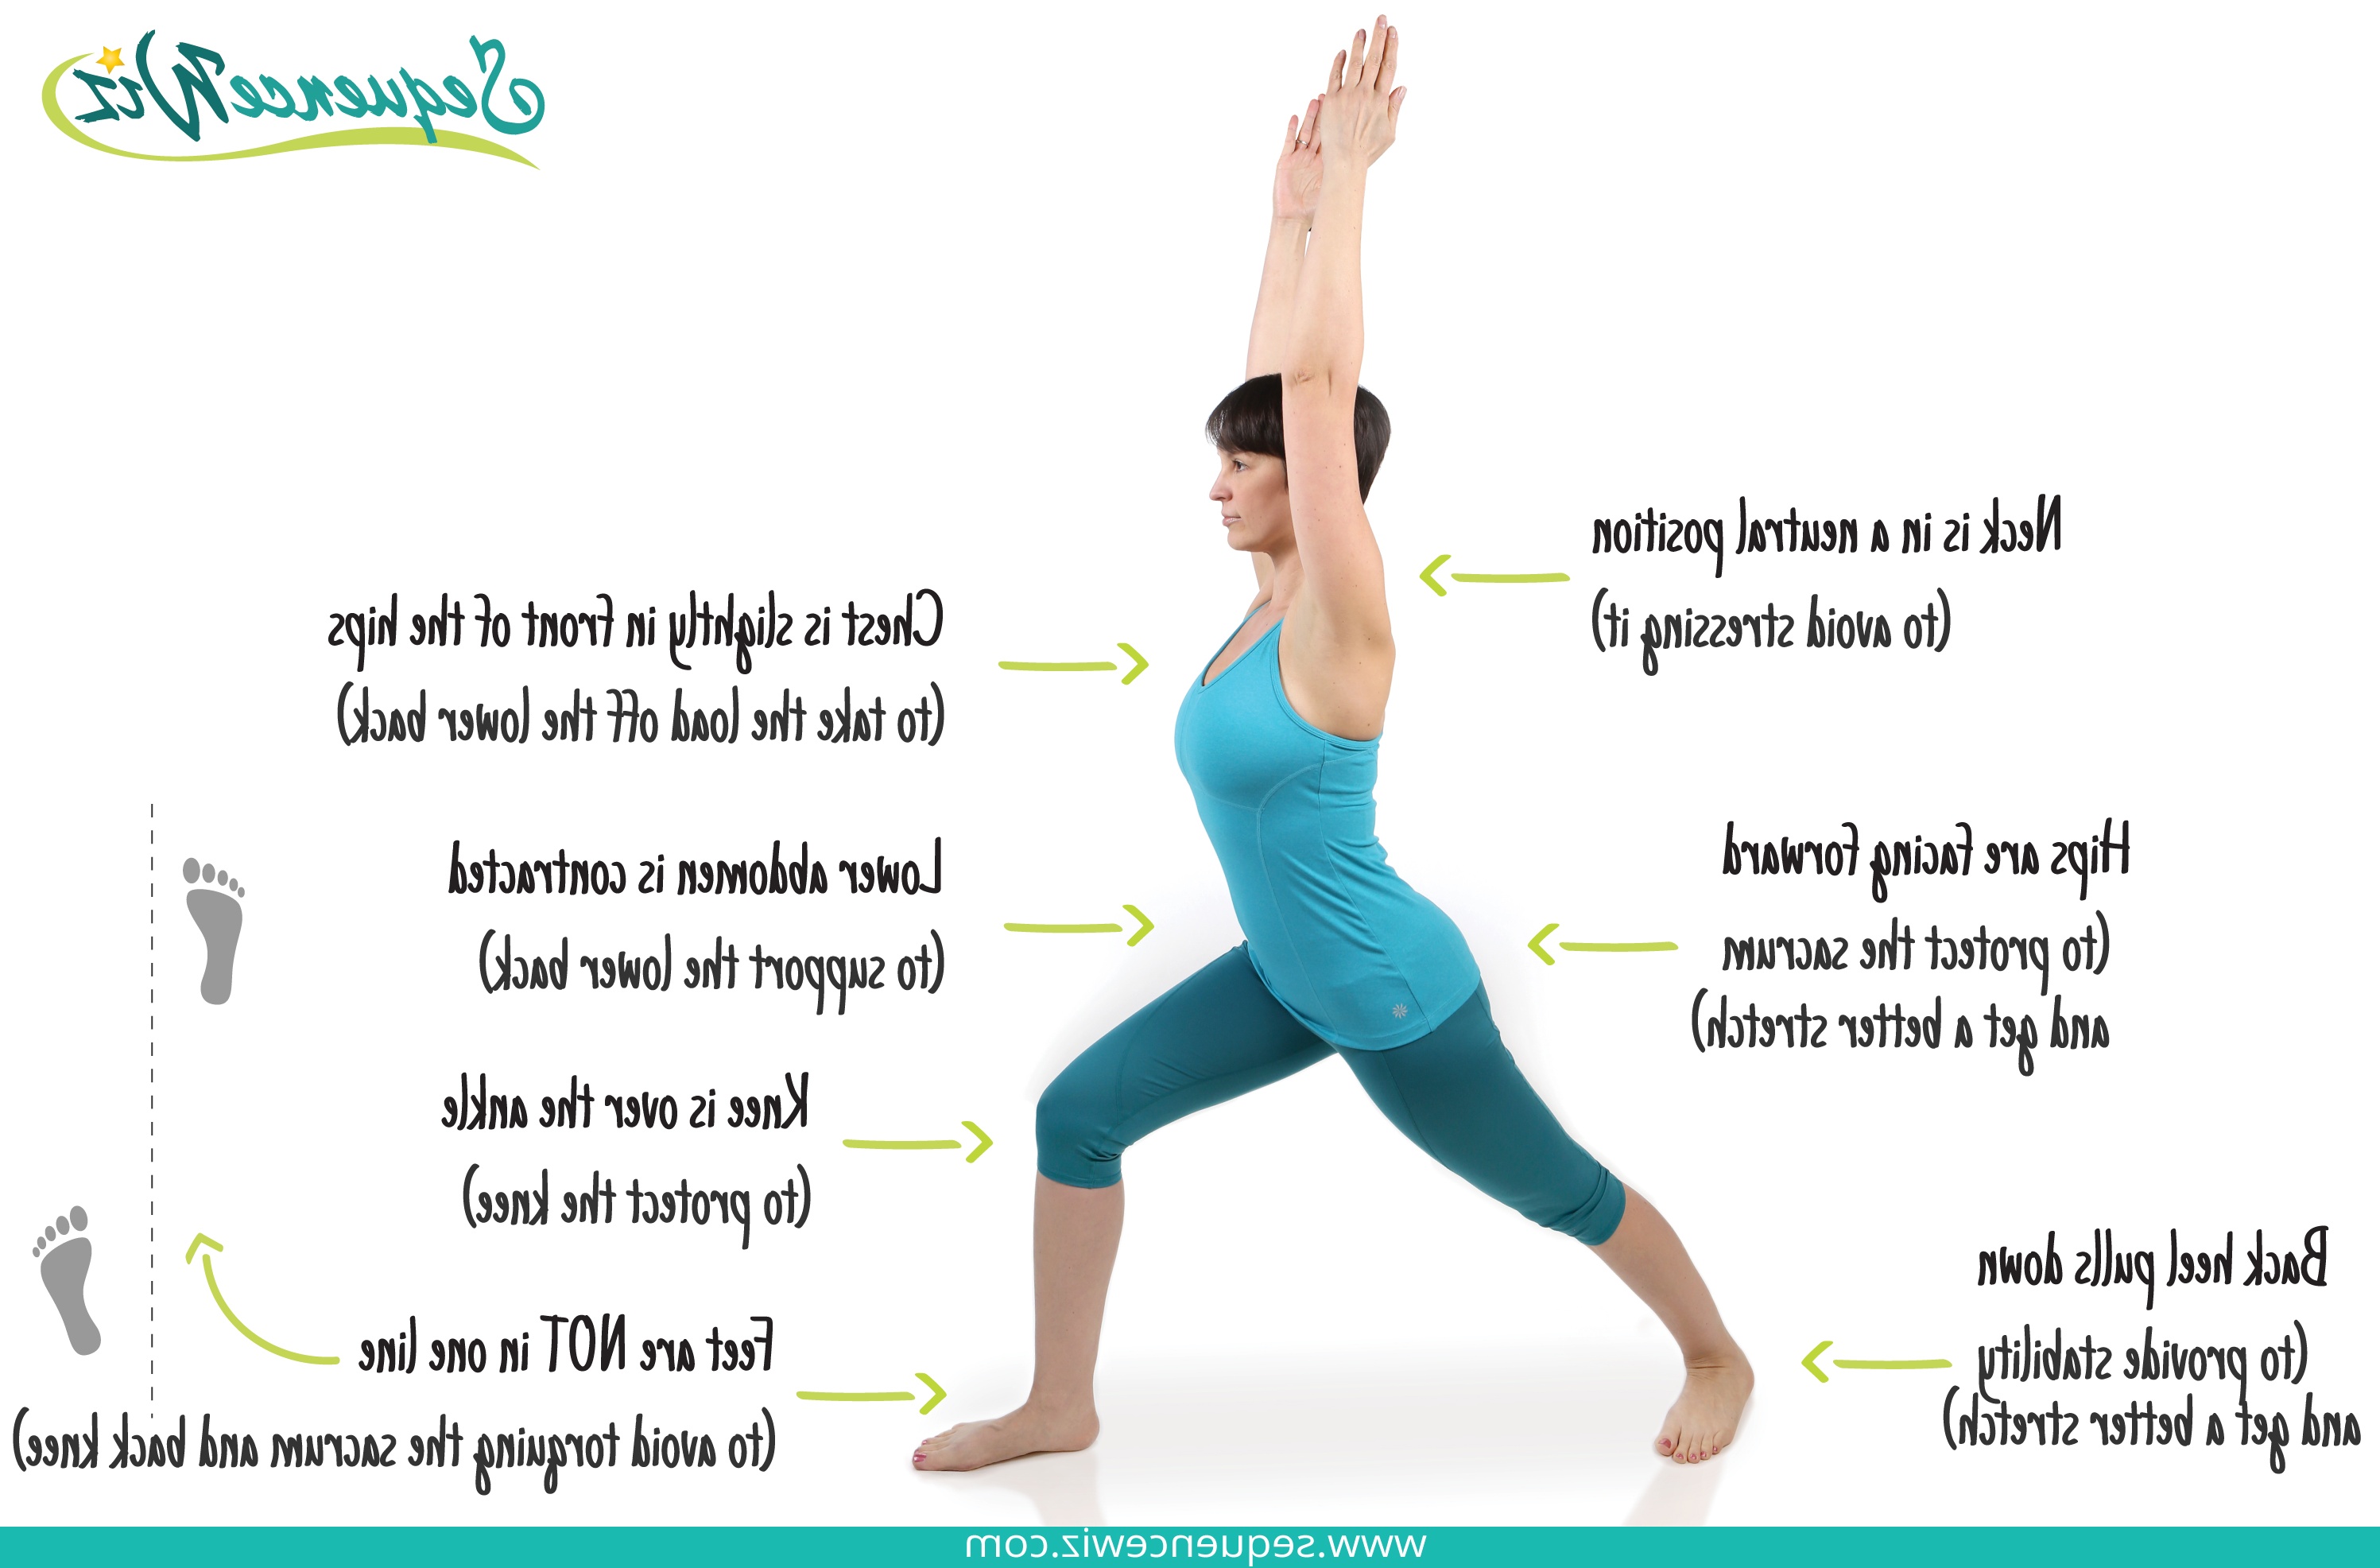 SequenceWiz
Neck is in a neutral position
(to avoid stressing it)
Chest is slightly in front of the hips
(to take the load off the lower back)
Hips are facing forward
(to protect the sacrum
and get a better stretch)
Lower abdomen is contracted
(to support the lower back)
Knee is over the ankle
(to protect the knee)
Back heel pulls down
(to provide stability
and get a better stretch)
Feet are NOT in one line
(to avoid torquing the sacrum and back knee)
www.sequencewiz.com